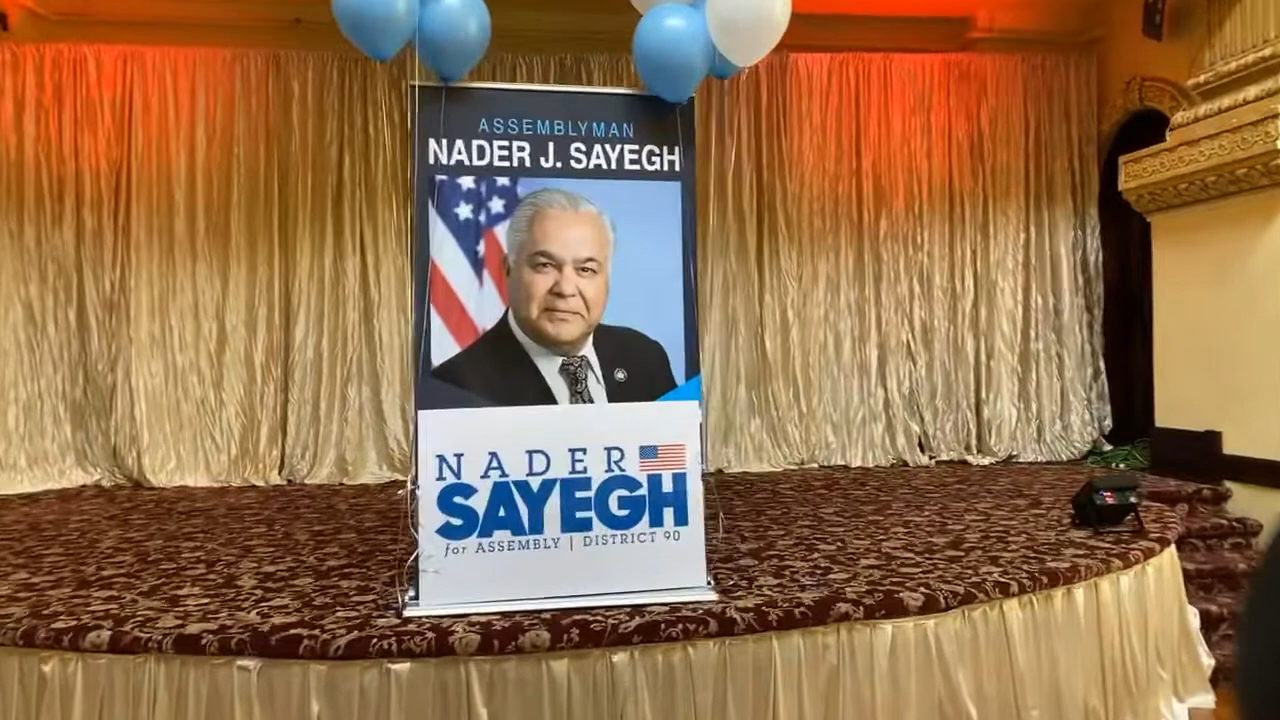 ASSEMBLYMAN
NADER J. SAYEGH
NADER
SAYEGH
for ASSEMBLY | DISTRICT 90